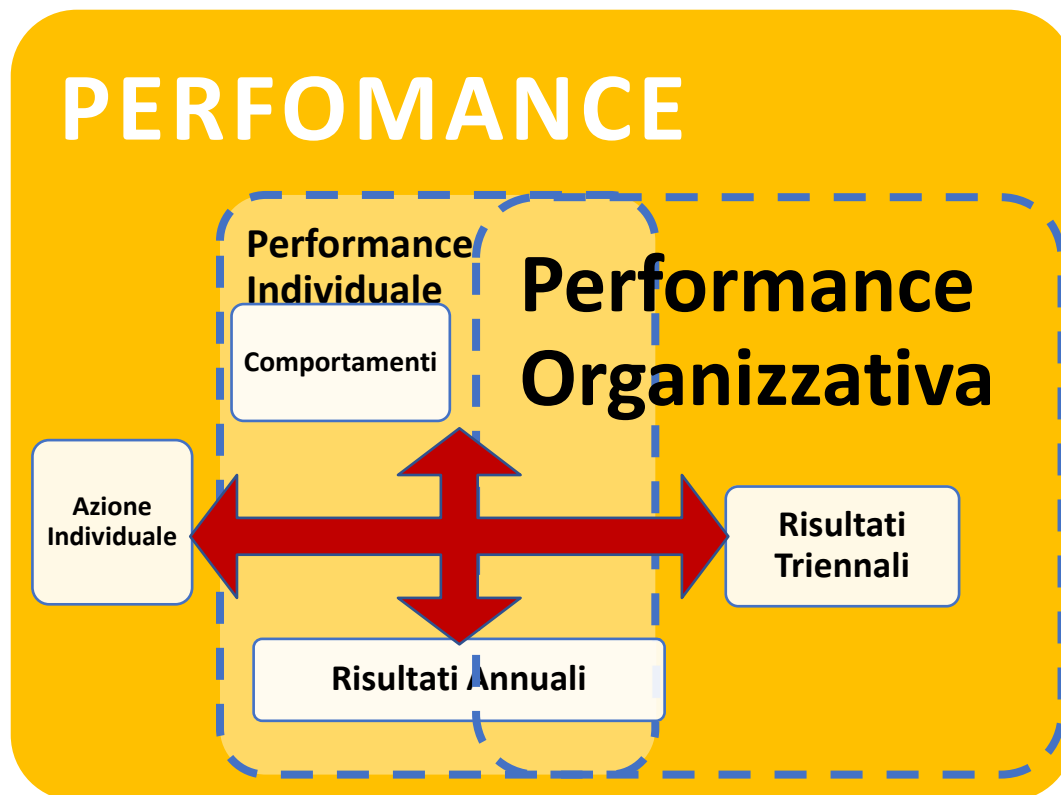 PERFOMANCE
Performance
Individuale
Performance
Organizzativa
Comportamenti
Azione
Individuale
Risultati
Triennali
Risultati Annuali